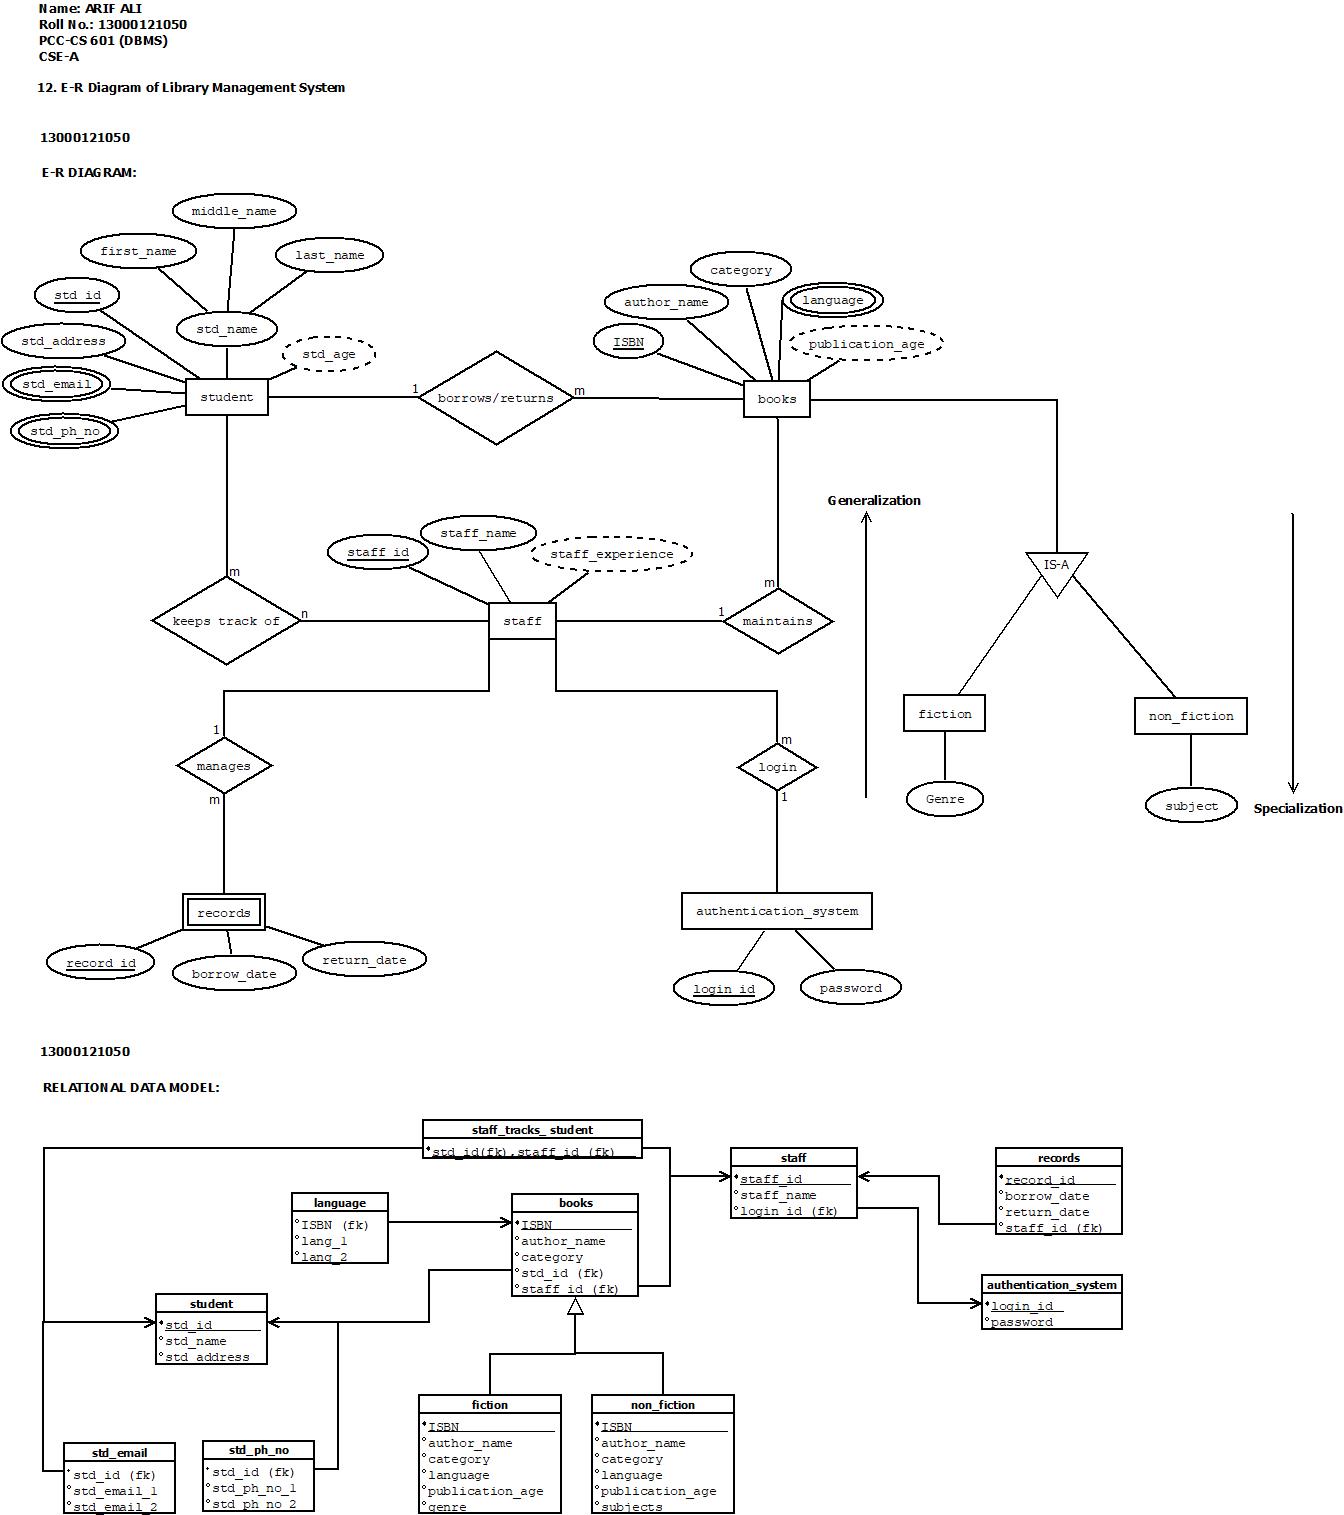 Name: ARIF ALI
Roll No.: 13000121050
PCC-CS 601 (DBMS)
CSE-A
12. E-R Diagram of Library Management System
13000121050
E-R DIAGRAM:
middle_name
first_name
last_name
std_id
std_name
std_address
std_age
std_email
std_ph_no
student
1
borrows/returns
m
category
author_name
language
ISBN
publication_age
books
Generalization
staff_name
staff_id
staff_experience
IS-A
m
m
keeps track of
n
staff
1
maintains
fiction
non_fiction
1
manages
m
m
login
1
Genre
subject
Specialization
records
authentication_system
record_id
borrow_date
return_date
login_id
password
13000121050
RELATIONAL DATA MODEL:
staff_tracks_ student
std_id(fk),staff_id (fk)
staff
staff_id
staff_name
login_id (fk)
records
record_id
borrow_date
return_date
staff_id (fk)
language
ISBN (fk)
lang_1
lang_2
books
ISBN
author_name
category
std_id (fk)
staff_id (fk)
authentication_system
login_id
password
student
std_id
std_name
std_address
fiction
ISBN
author_name
category
language
publication_age
genre
non_fiction
ISBN
author_name
category
language
publication_age
subjects
std_email
std_id (fk)
std_email_1
std_email_2
std_ph_no
std_id (fk)
std_ph_no_1
std_ph_no_2